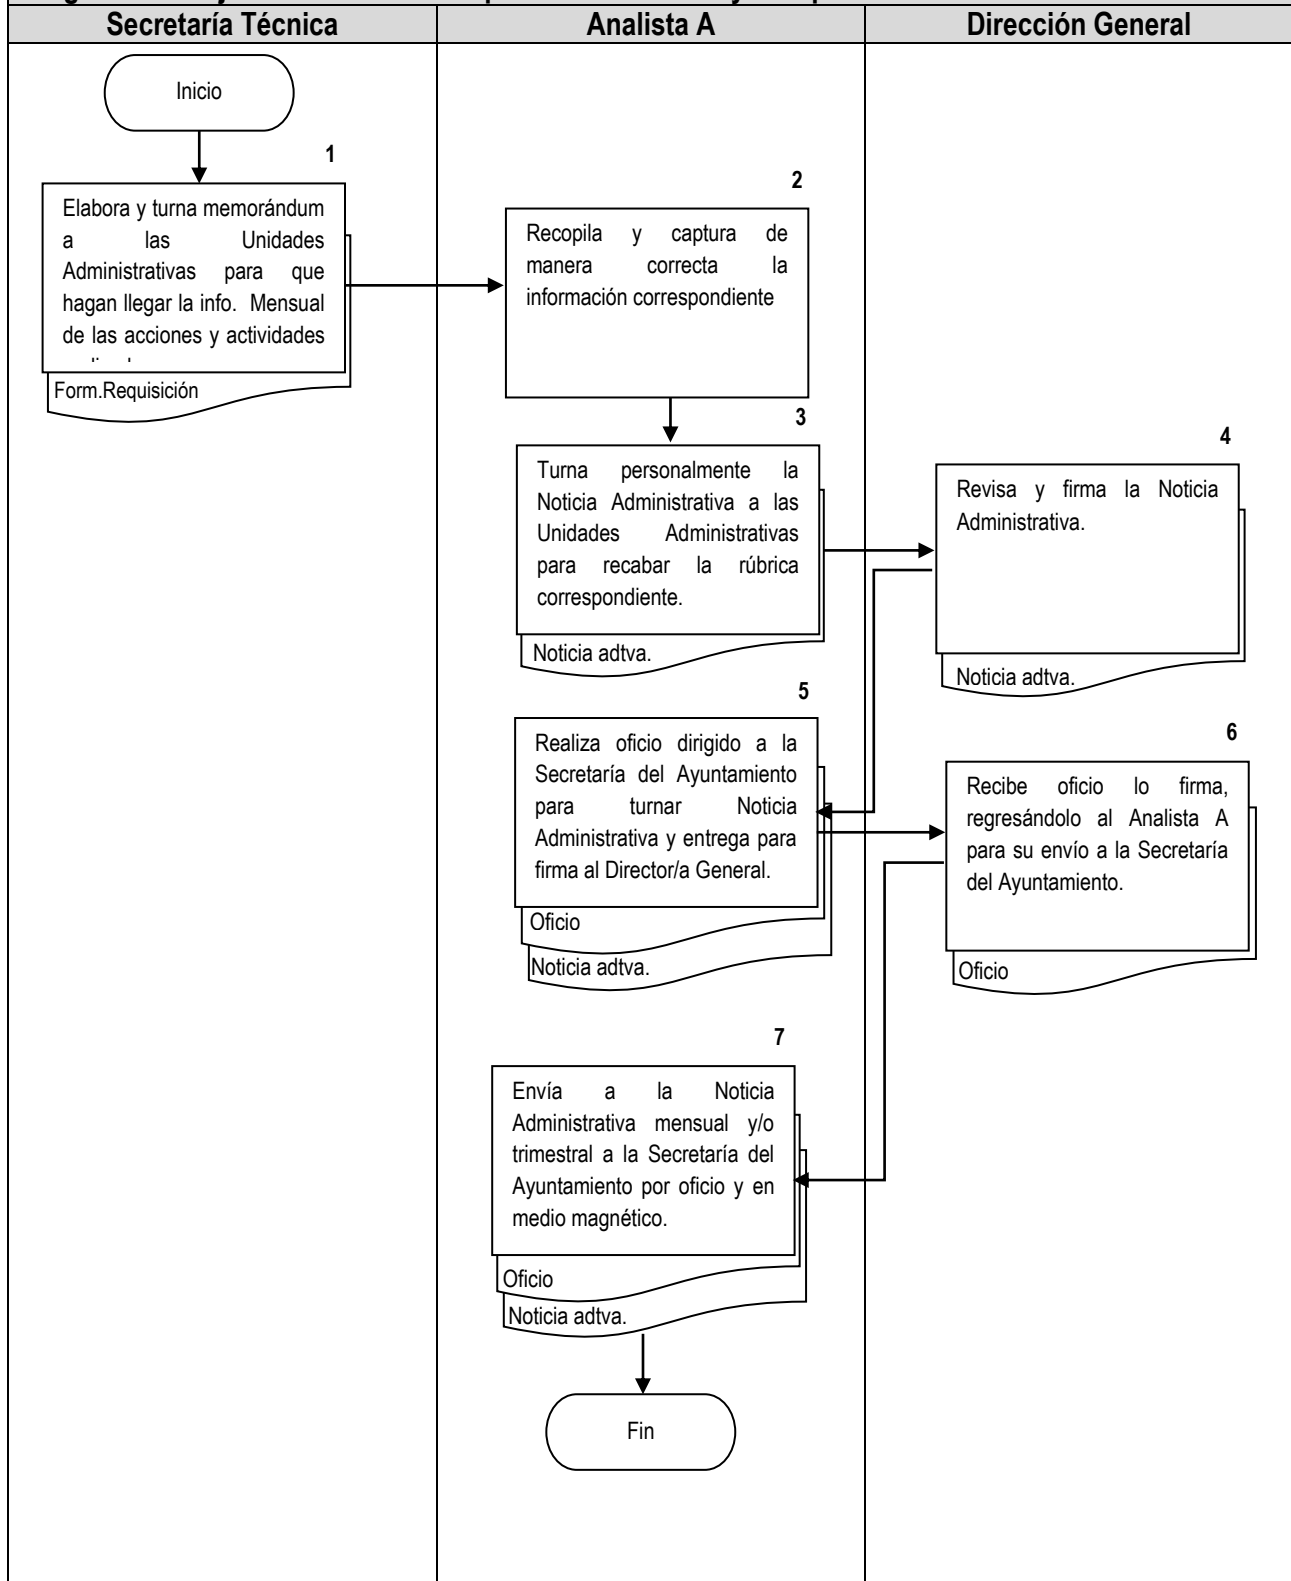 Secretaría Técnica
Analista A
Dirección General
Inicio
1
Elabora y turna memorándum
a las Unidades
Administrativas para que
hagan llegar la info. Mensual
de las acciones y actividades
Form.Requisición
2
Recopila y captura de
manera correcta la
información correspondiente
3
Turna personalmente la
Noticia Administrativa a las
Unidades Administrativas
para recabar la rúbrica
correspondiente.
Noticia adtva.
4
Revisa y firma la Noticia
Administrativa.
Noticia adtva.
5
Realiza oficio dirigido a la
Secretaría del Ayuntamiento
para turnar Noticia
Administrativa y entrega para
firma al Director/a General.
Oficio
Noticia adtva.
6
Recibe oficio lo firma,
regresándolo al Analista A
para su envío a la Secretaría
del Ayuntamiento.
Oficio
7
Envía a la Noticia
Administrativa mensual y/o
trimestral a la Secretaría del
Ayuntamiento por oficio y en
medio magnético.
Oficio
Noticia adtva.
Fin